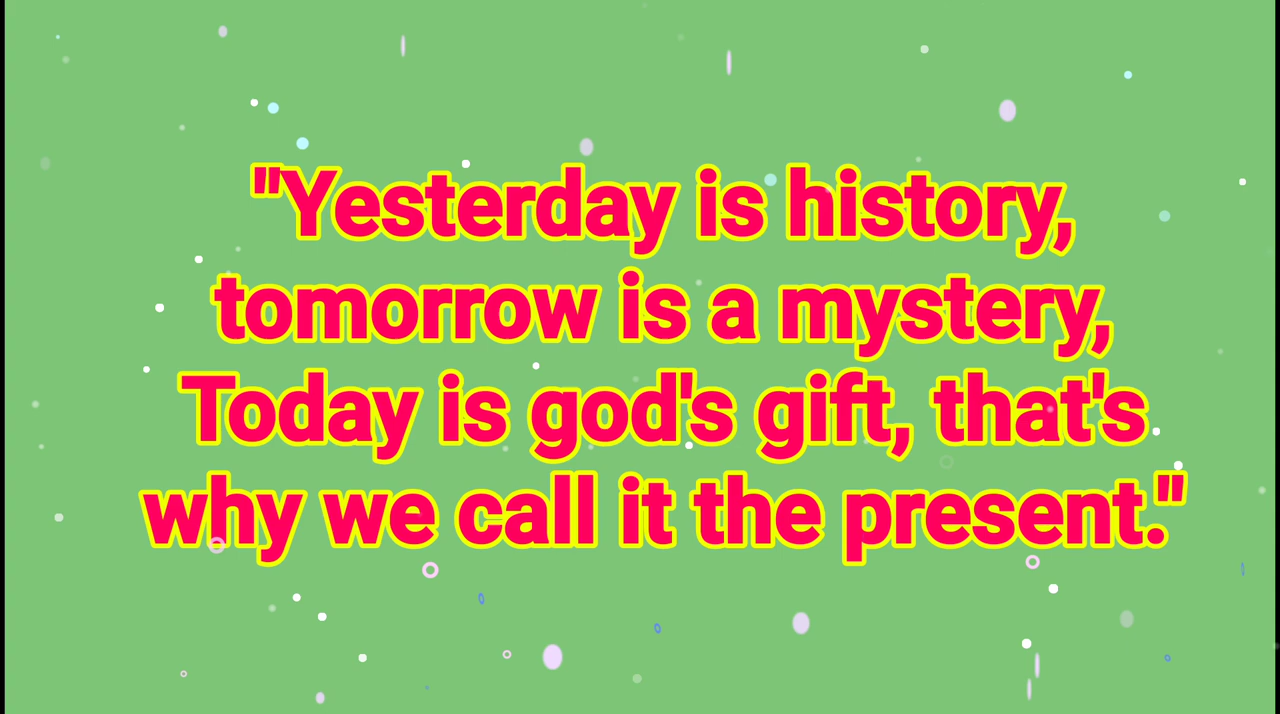 "Yesterday is history,
tomorrow is a mystery,
Today is god's gift, that's
why we call it the present."